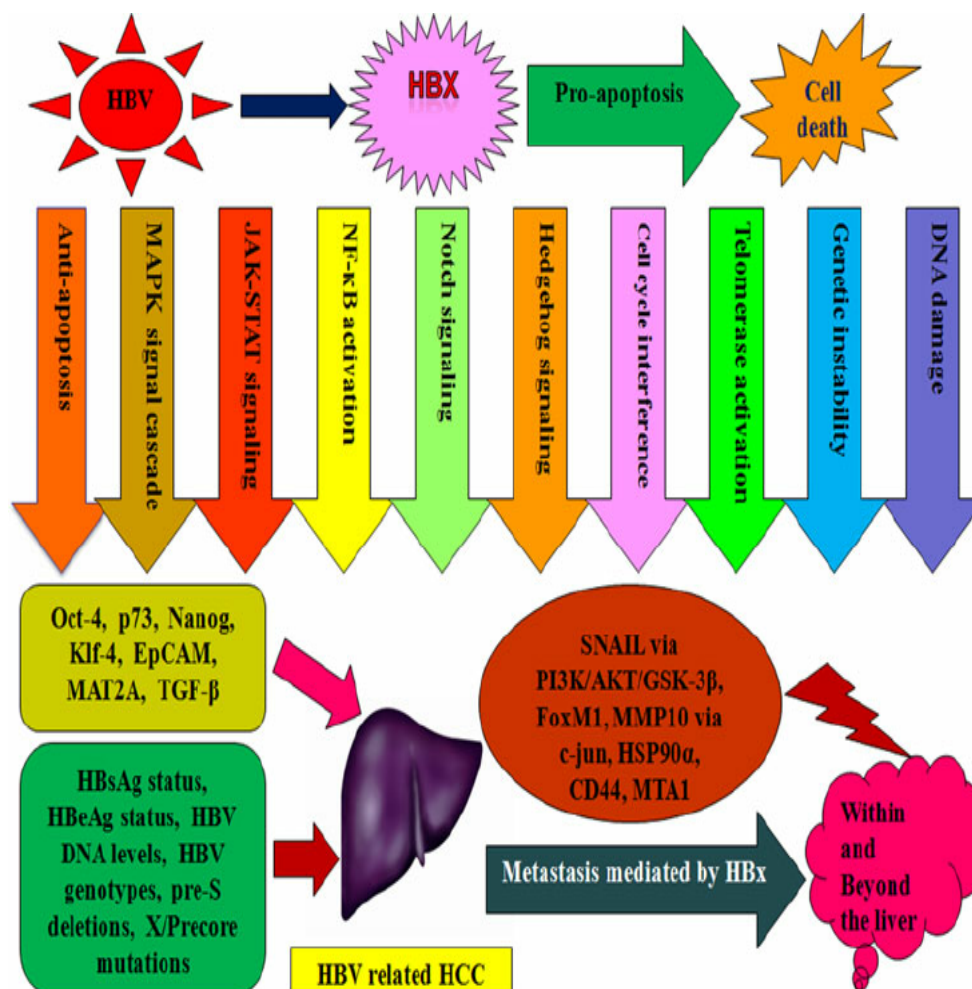 HBV
HBX
Pro-apoptosis
Cell
death
Anti-apoptosis
MAPK signal cascade
JAK-STAT signaling
NF-κB activation
Notch signaling
Hedgehog signaling
Cell cycle interference
Telomerase activation
Genetic instability
DNA damage
Oct-4, p73, Nanog,
Klf-4, EpCAM,
MAT2A, TGF-β
SNAIL via
PI3K/AKT/GSK-3β,
FoxM1, MMP10 via
c-jun, HSP90α,
CD44, MTA1
HBsAg status,
HBeAg status, HBV
DNA levels, HBV
genotypes, pre-S
deletions, X/Precore
mutations
Metastasis mediated by HBx
Within
and
Beyond
the liver
HBV related HCC